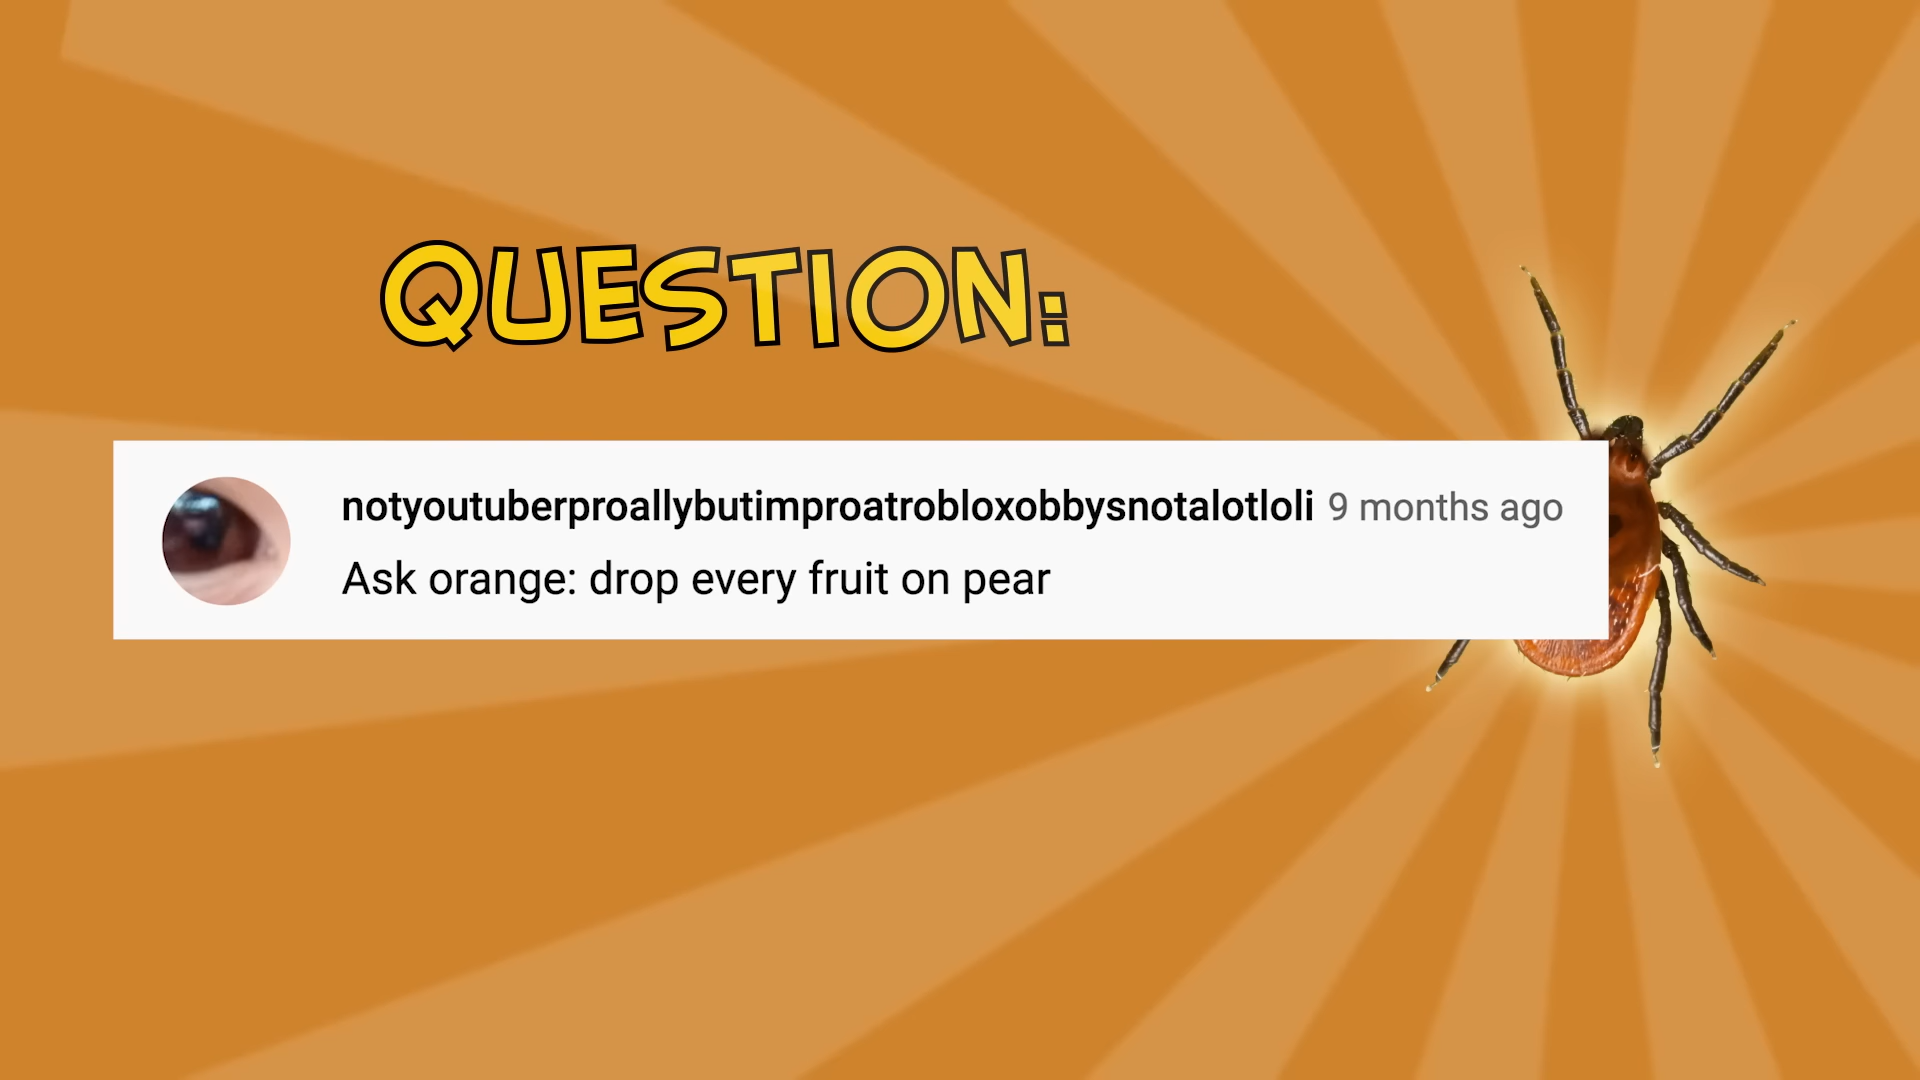 QUESTION:
notyoutuberproallybutimproatrobloxobbysnotalotloli 9 months ago
Ask orange: drop every fruit on pear